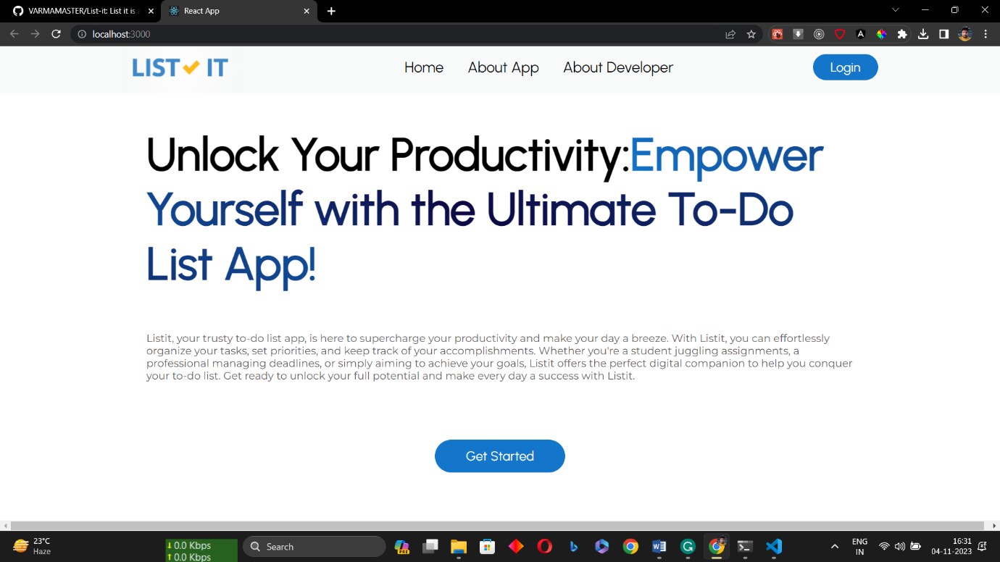 VARMAMASTER/List-it: List it is a
React App
localhost:3000
LIST IT
Home
About App
About Developer
Login
Unlock Your Productivity:Empower
Yourself with the Ultimate To-Do
List App!
Listit, your trusty to-do list app, is here to supercharge your productivity and make your day a breeze. With Listit, you can effortlessly
organize your tasks, set priorities, and keep track of your accomplishments. Whether you're a student juggling assignments, a
professional managing deadlines, or simply aiming to achieve your goals, Listit offers the perfect digital companion to help you conquer
your to-do list. Get ready to unlock your full potential and make every day a success with Listit.
Get Started
23°C
Haze
0.0 Kbps
0.0 Kbps
Search
PRE
ENG
IN
16:31
04-11-2023